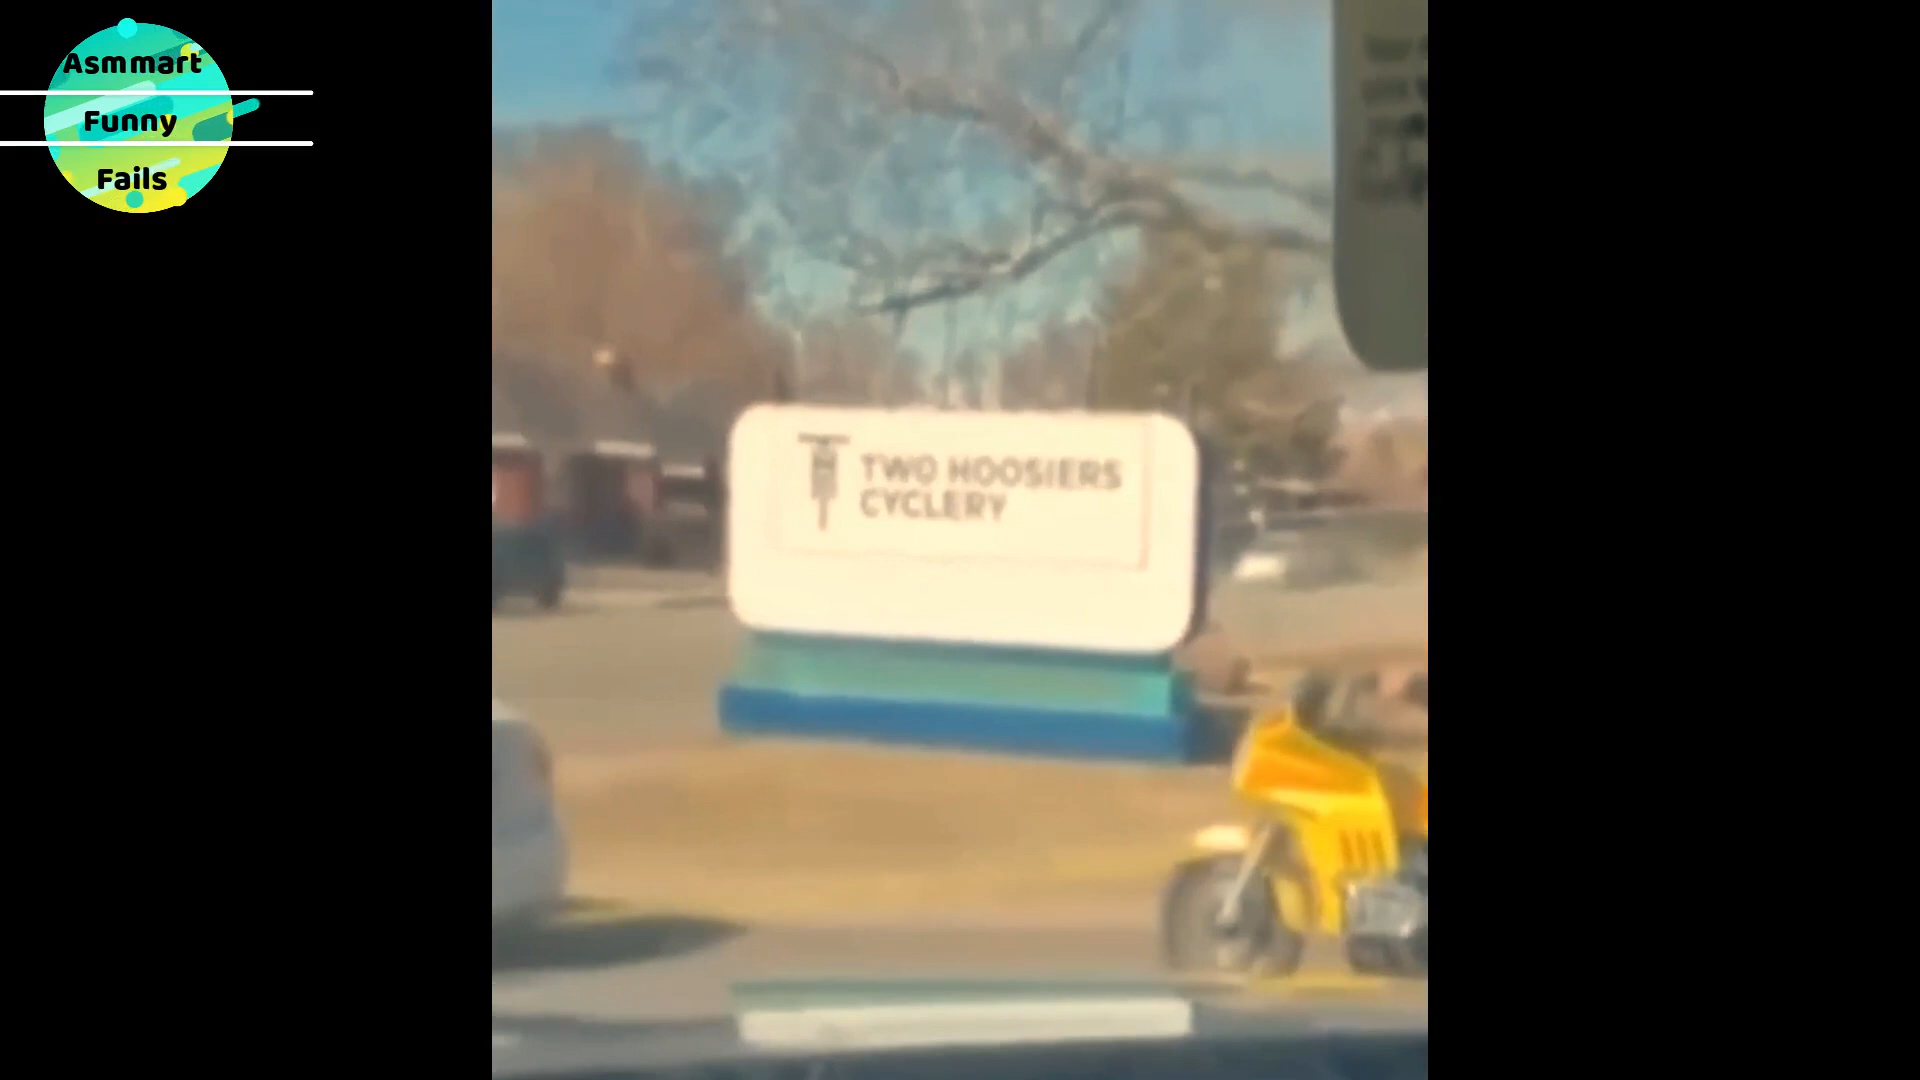 Asmmart
Funny
Fails
TWO HOOSIERS
CYCLERY